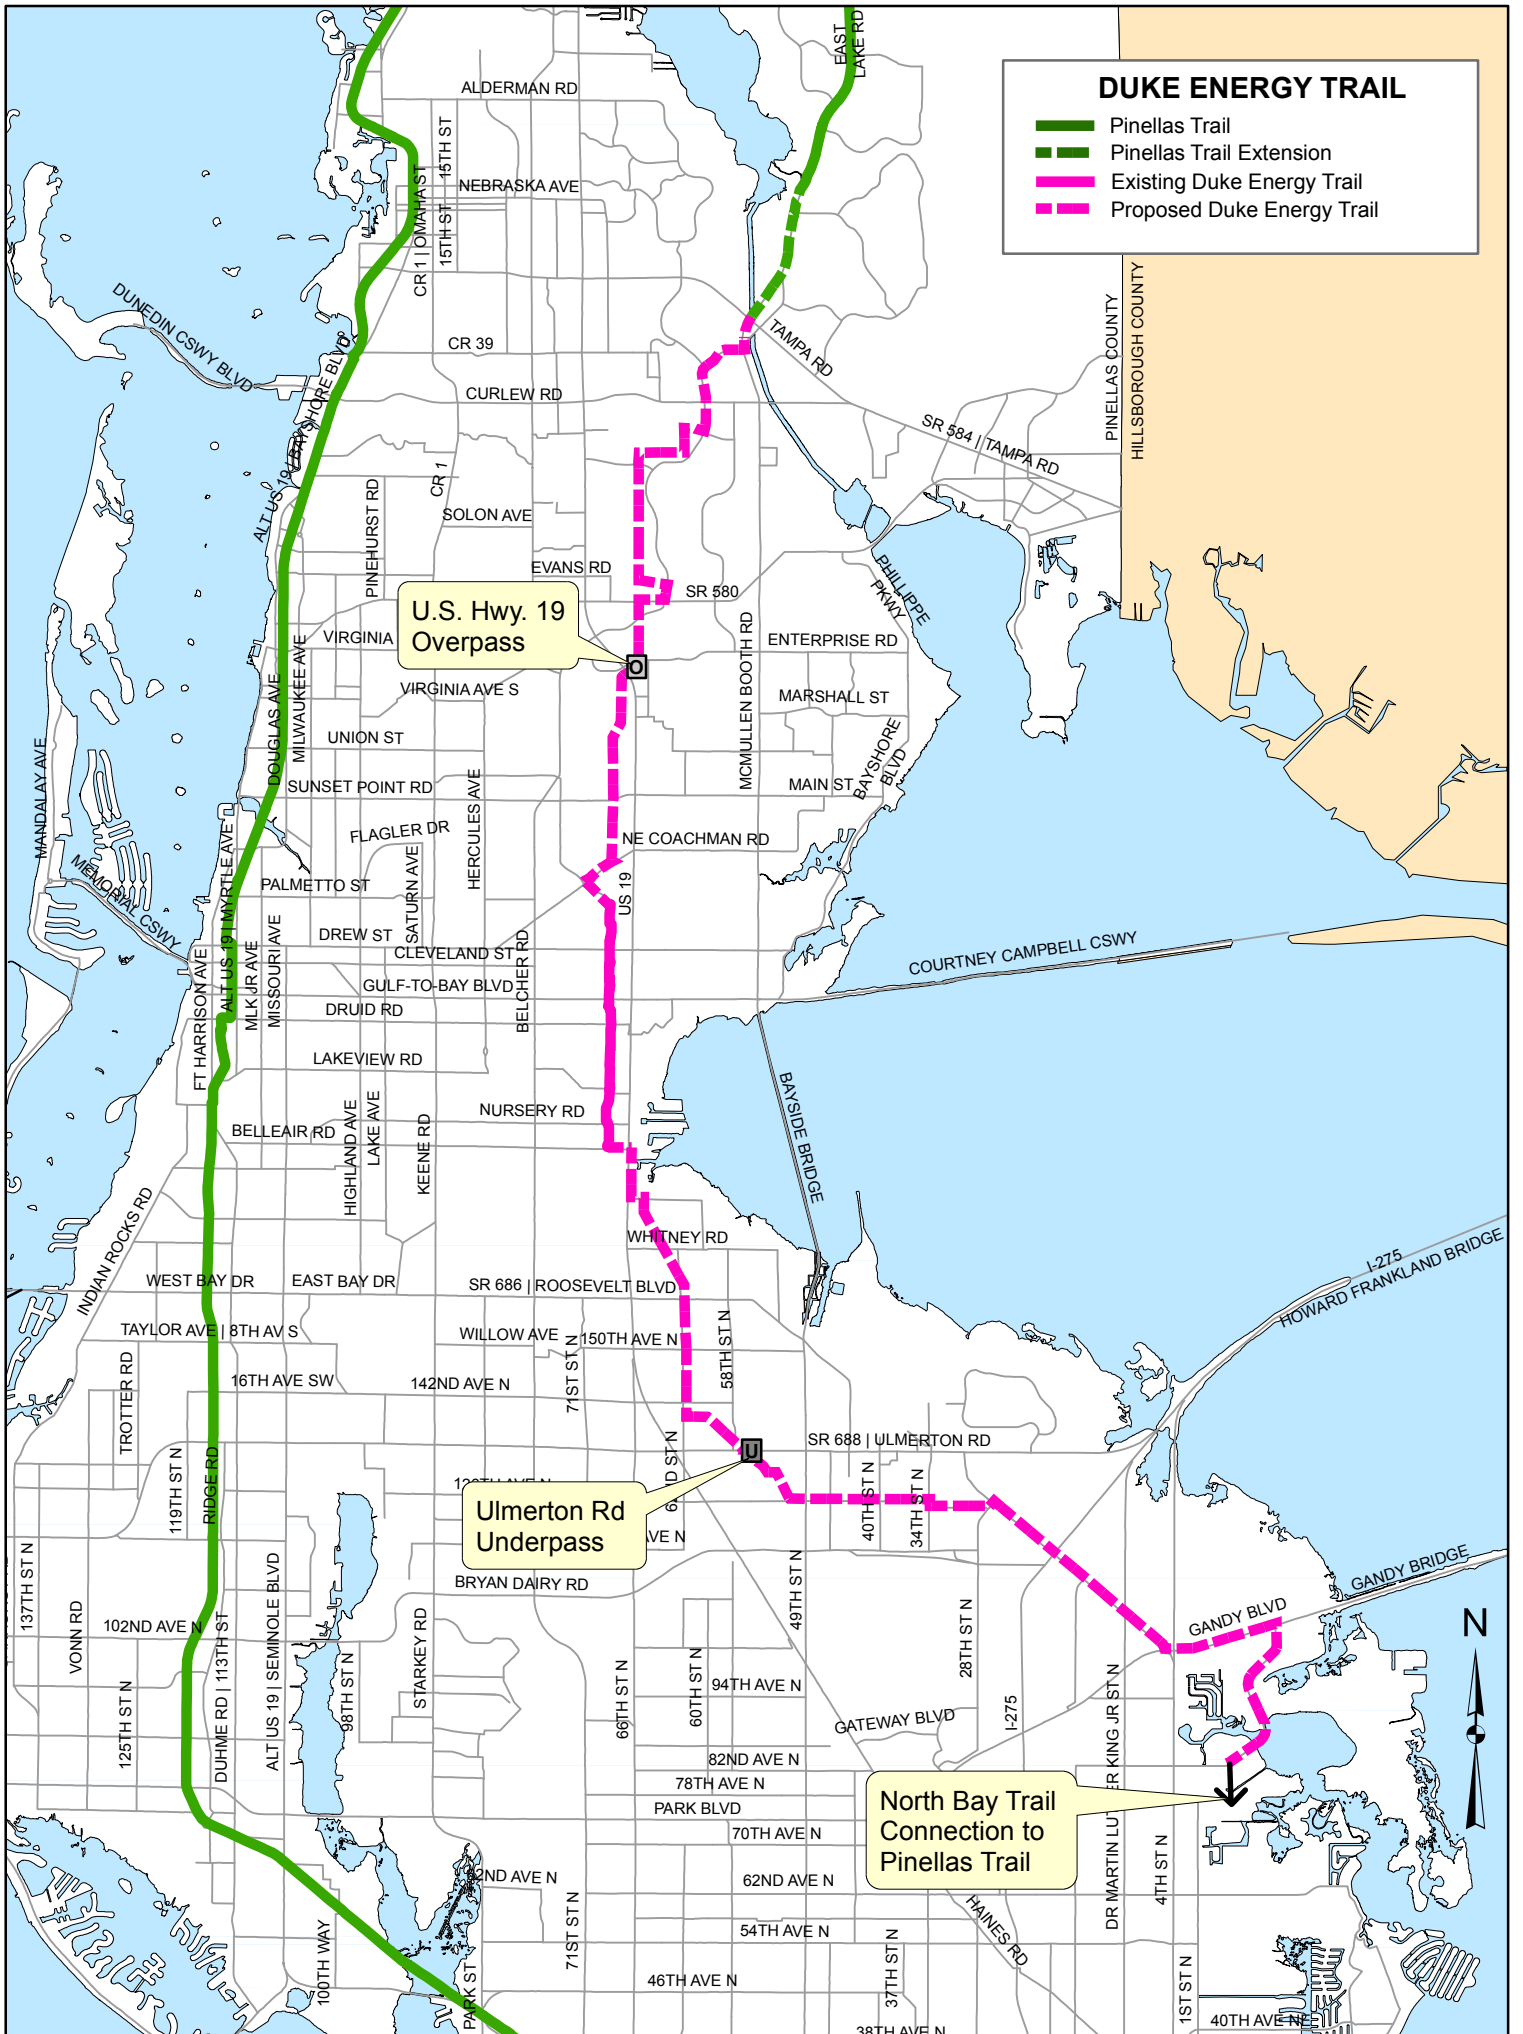 DUKE ENERGY TRAIL
Pinellas Trail
Pinellas Trail Extension
Existing Duke Energy Trail
Proposed Duke Energy Trail
EAST
LAKE RD
ALDERMAN RD
15TH ST
NEBRASKA AVE
CR 1 | OMAHA ST
15TH ST
DUNEDIN CSWY BLVD
CR 39
TAMPA RD
PINELLAS COUNTY
HILLSBOROUGH COUNTY
CURLEW RD
ALT US 19 | BAYSHORE BLVD
SR 584 | TAMPA RD
CR 1
PINEHURST RD
SOLON AVE
EVANS RD
SR 580
PHILLIPPE
PKWY
U.S. Hwy. 19
Overpass
O
VIRGINIA
ENTERPRISE RD
MCMULLEN BOOTH RD
VIRGINIA AVE S
MARSHALL ST
MILWAUKEE AVE
DOUGLAS AVE
UNION ST
BAYSHORE
BLVD
MANDALAY AVE
SUNSET POINT RD
HERCULES AVE
MAIN ST
FLAGLER DR
NE COACHMAN RD
MEMORIAL CSWY
ALT US 19 | MYRTLE AVE
PALMETTO ST
SATURN AVE
US 19
DREW ST
CLEVELAND ST
COURTNEY CAMPBELL CSWY
FT HARRISON AVE
MLK JR AVE
MISSOURI AVE
GULF-TO-BAY BLVD
BELCHER RD
DRUID RD
LAKEVIEW RD
BAYSIDE BRIDGE
NURSERY RD
BELLEAIR RD
HIGHLAND AVE
LAKE AVE
KEENE RD
INDIAN ROCKS RD
WHITNEY RD
I-275
HOWARD FRANKLAND BRIDGE
WEST BAY DR
EAST BAY DR
SR 686 | ROOSEVELT BLVD
TAYLOR AVE | 8TH AV S
WILLOW AVE
150TH AVE N
58TH ST N
71ST ST N
TROTTER RD
16TH AVE SW
142ND AVE N
SR 688 | ULMERTON RD
U
119TH ST N
RIDGE RD
Ulmerton Rd
Underpass
AVE N
40TH ST N
34TH ST N
137TH ST N
ALT US 19 | SEMINOLE BLVD
BRYAN DAIRY RD
49TH ST N
GANDY BRIDGE
GANDY BLVD
N
VONN RD
102ND AVE N
DUHME RD | 113TH ST
98TH ST N
STARKEY RD
28TH ST N
66TH ST N
60TH ST N
94TH AVE N
125TH ST N
GATEWAY BLVD
I-275
82ND AVE N
78TH AVE N
PARK BLVD
70TH AVE N
North Bay Trail
Connection to
Pinellas Trail
62ND AVE N
4TH ST N
HAINES RD
54TH AVE N
71ST ST N
100TH WAY
PARK ST
46TH AVE N
37TH ST N
1ST ST N
40TH AVE N
38TH AVE N